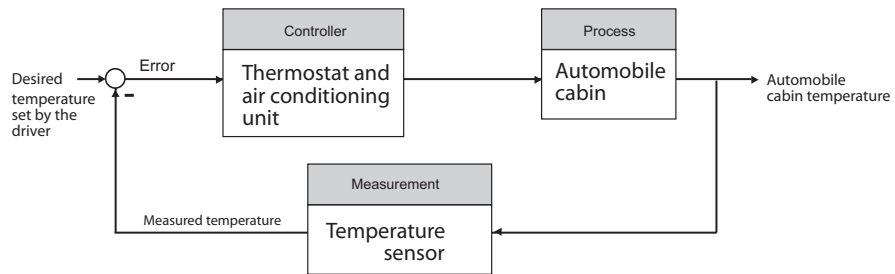 Controller
Process
Error
Desired
temperature
set by the
driver
Thermostat and
air conditioning
unit
Automobile
cabin
Automobile
cabin temperature
-
Measurement
Measured temperature
Temperature
sensor